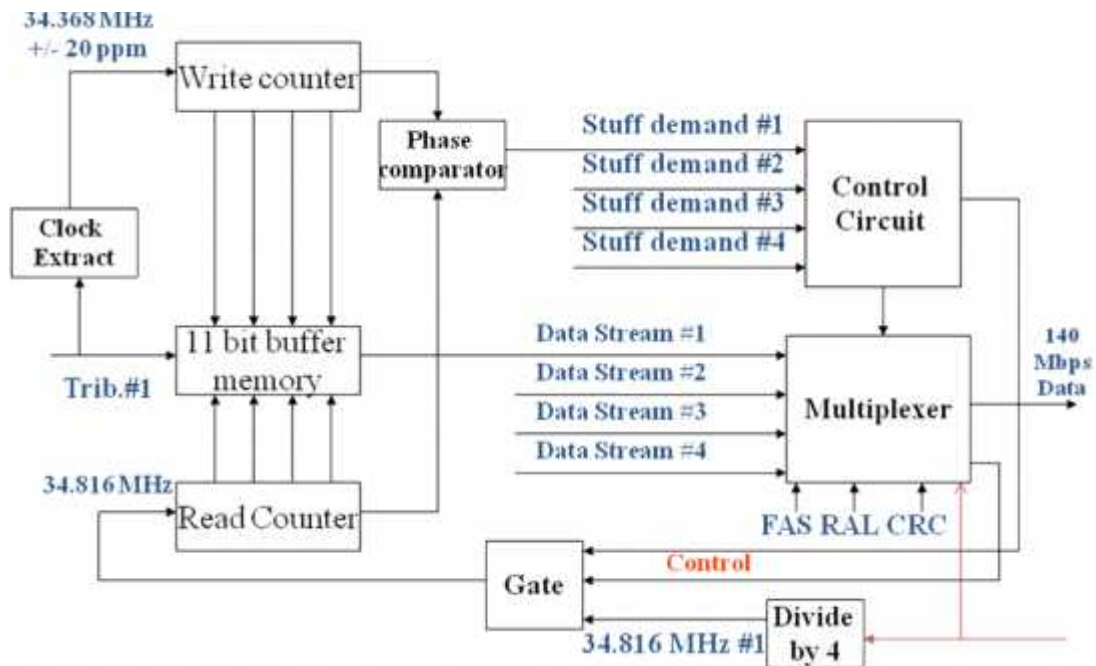 34.368 MHz
+/- 20 ppm
Write counter
Phase
comparator
Stuff demand #1
Stuff demand #2
Stuff demand #3
Stuff demand #4
Control
Circuit
Clock
Extract
Trib.#1
11 bit buffer
memory
Data Stream #1
Data Stream #2
Data Stream #3
Data Stream #4
Multiplexer
140
Mbps
Data
34.816 MHz
Read Counter
FAS RAL CRC
Control
Gate
34.816 MHz #1
Divide
by 4